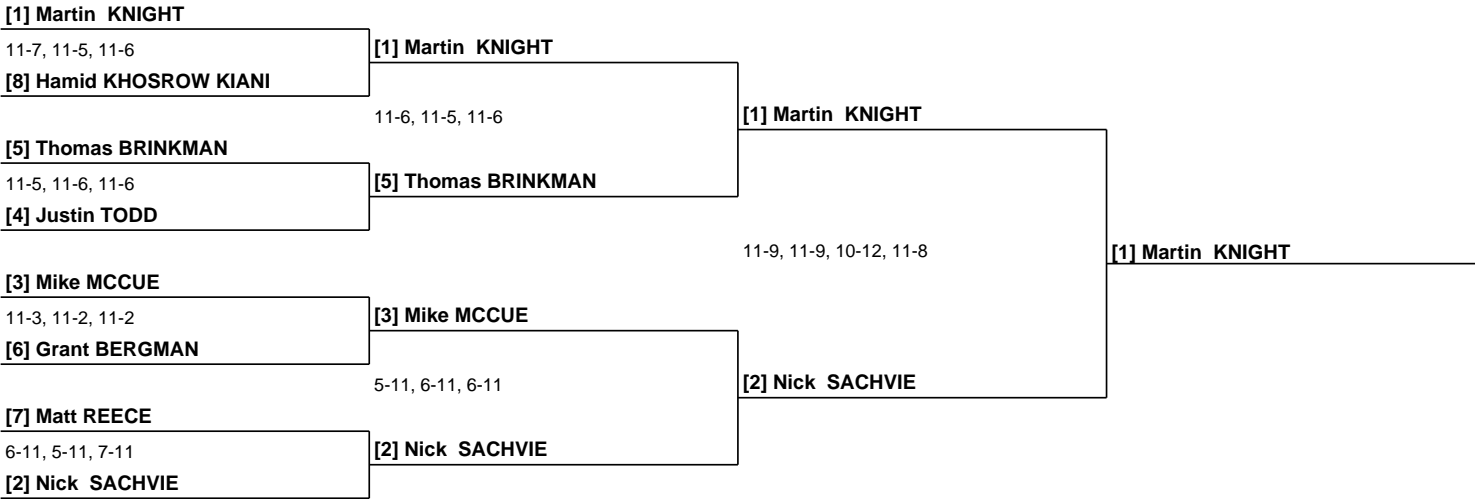 [1] Martin  KNIGHT
11-7, 11-5, 11-6
[8] Hamid KHOSROW KIANI
[5] Thomas BRINKMAN
11-5, 11-6, 11-6
[4] Justin TODD
[3] Mike MCCUE
11-3, 11-2, 11-2
[6] Grant BERGMAN
[7] Matt REECE
6-11, 5-11, 7-11
[2] Nick  SACHVIE
[1] Martin  KNIGHT
11-6, 11-5, 11-6
[5] Thomas BRINKMAN
[3] Mike MCCUE
5-11, 6-11, 6-11
[2] Nick  SACHVIE
[1] Martin  KNIGHT
11-9, 11-9, 10-12, 11-8
[2] Nick  SACHVIE
[1] Martin  KNIGHT